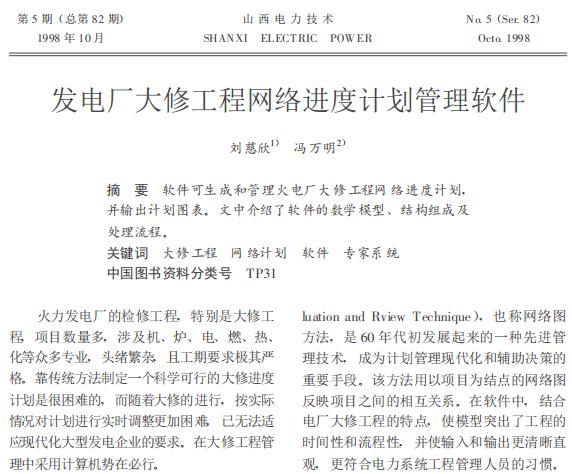 第5期（总第82期）
1998年10月
山西电力技术
SHANXI ELECTRIC POWER
No. 5 (Ser. 82)
Octo. 1998
发电厂大修工程网络进度计划管理软件
刘慈欣1) 冯万明2)
摘 要 软件可生成和管理火电厂大修工程网络进度计划,
并输出计划图表。文中介绍了软件的数学模型、结构组成及
处理流程。
关键词 大修工程 网络计划 软件 专家系统
中国图书资料分类号 TP31
火力发电厂的检修工程, 特别是大修工
程, 项目数量多, 涉及机、炉、电、燃、热、
化等众多专业, 头绪繁杂, 且工期要求极其严
格。靠传统方法制定一个科学可行的大修进度
计划是很困难的, 而随着大修的进行, 按实际
情况对计划进行实时调整更加困难, 已无法适
应现代化大型发电企业的要求。在大修工程管
理中采用计算机势在必行。
luation and Rview Technique), 也称网络图
方法, 是60年代初发展起来的一种先进管
理技术, 成为计划管理现代化和辅助决策的
重要手段。该方法用以项目为结点的网络图
反映项目之间的相互关系。在软件中, 结合
电厂大修工程的特点, 使模型突出了工程的
时间性和流程性, 并使输入和输出更清晰直
观, 更符合电力系统工程管理人员的习惯。